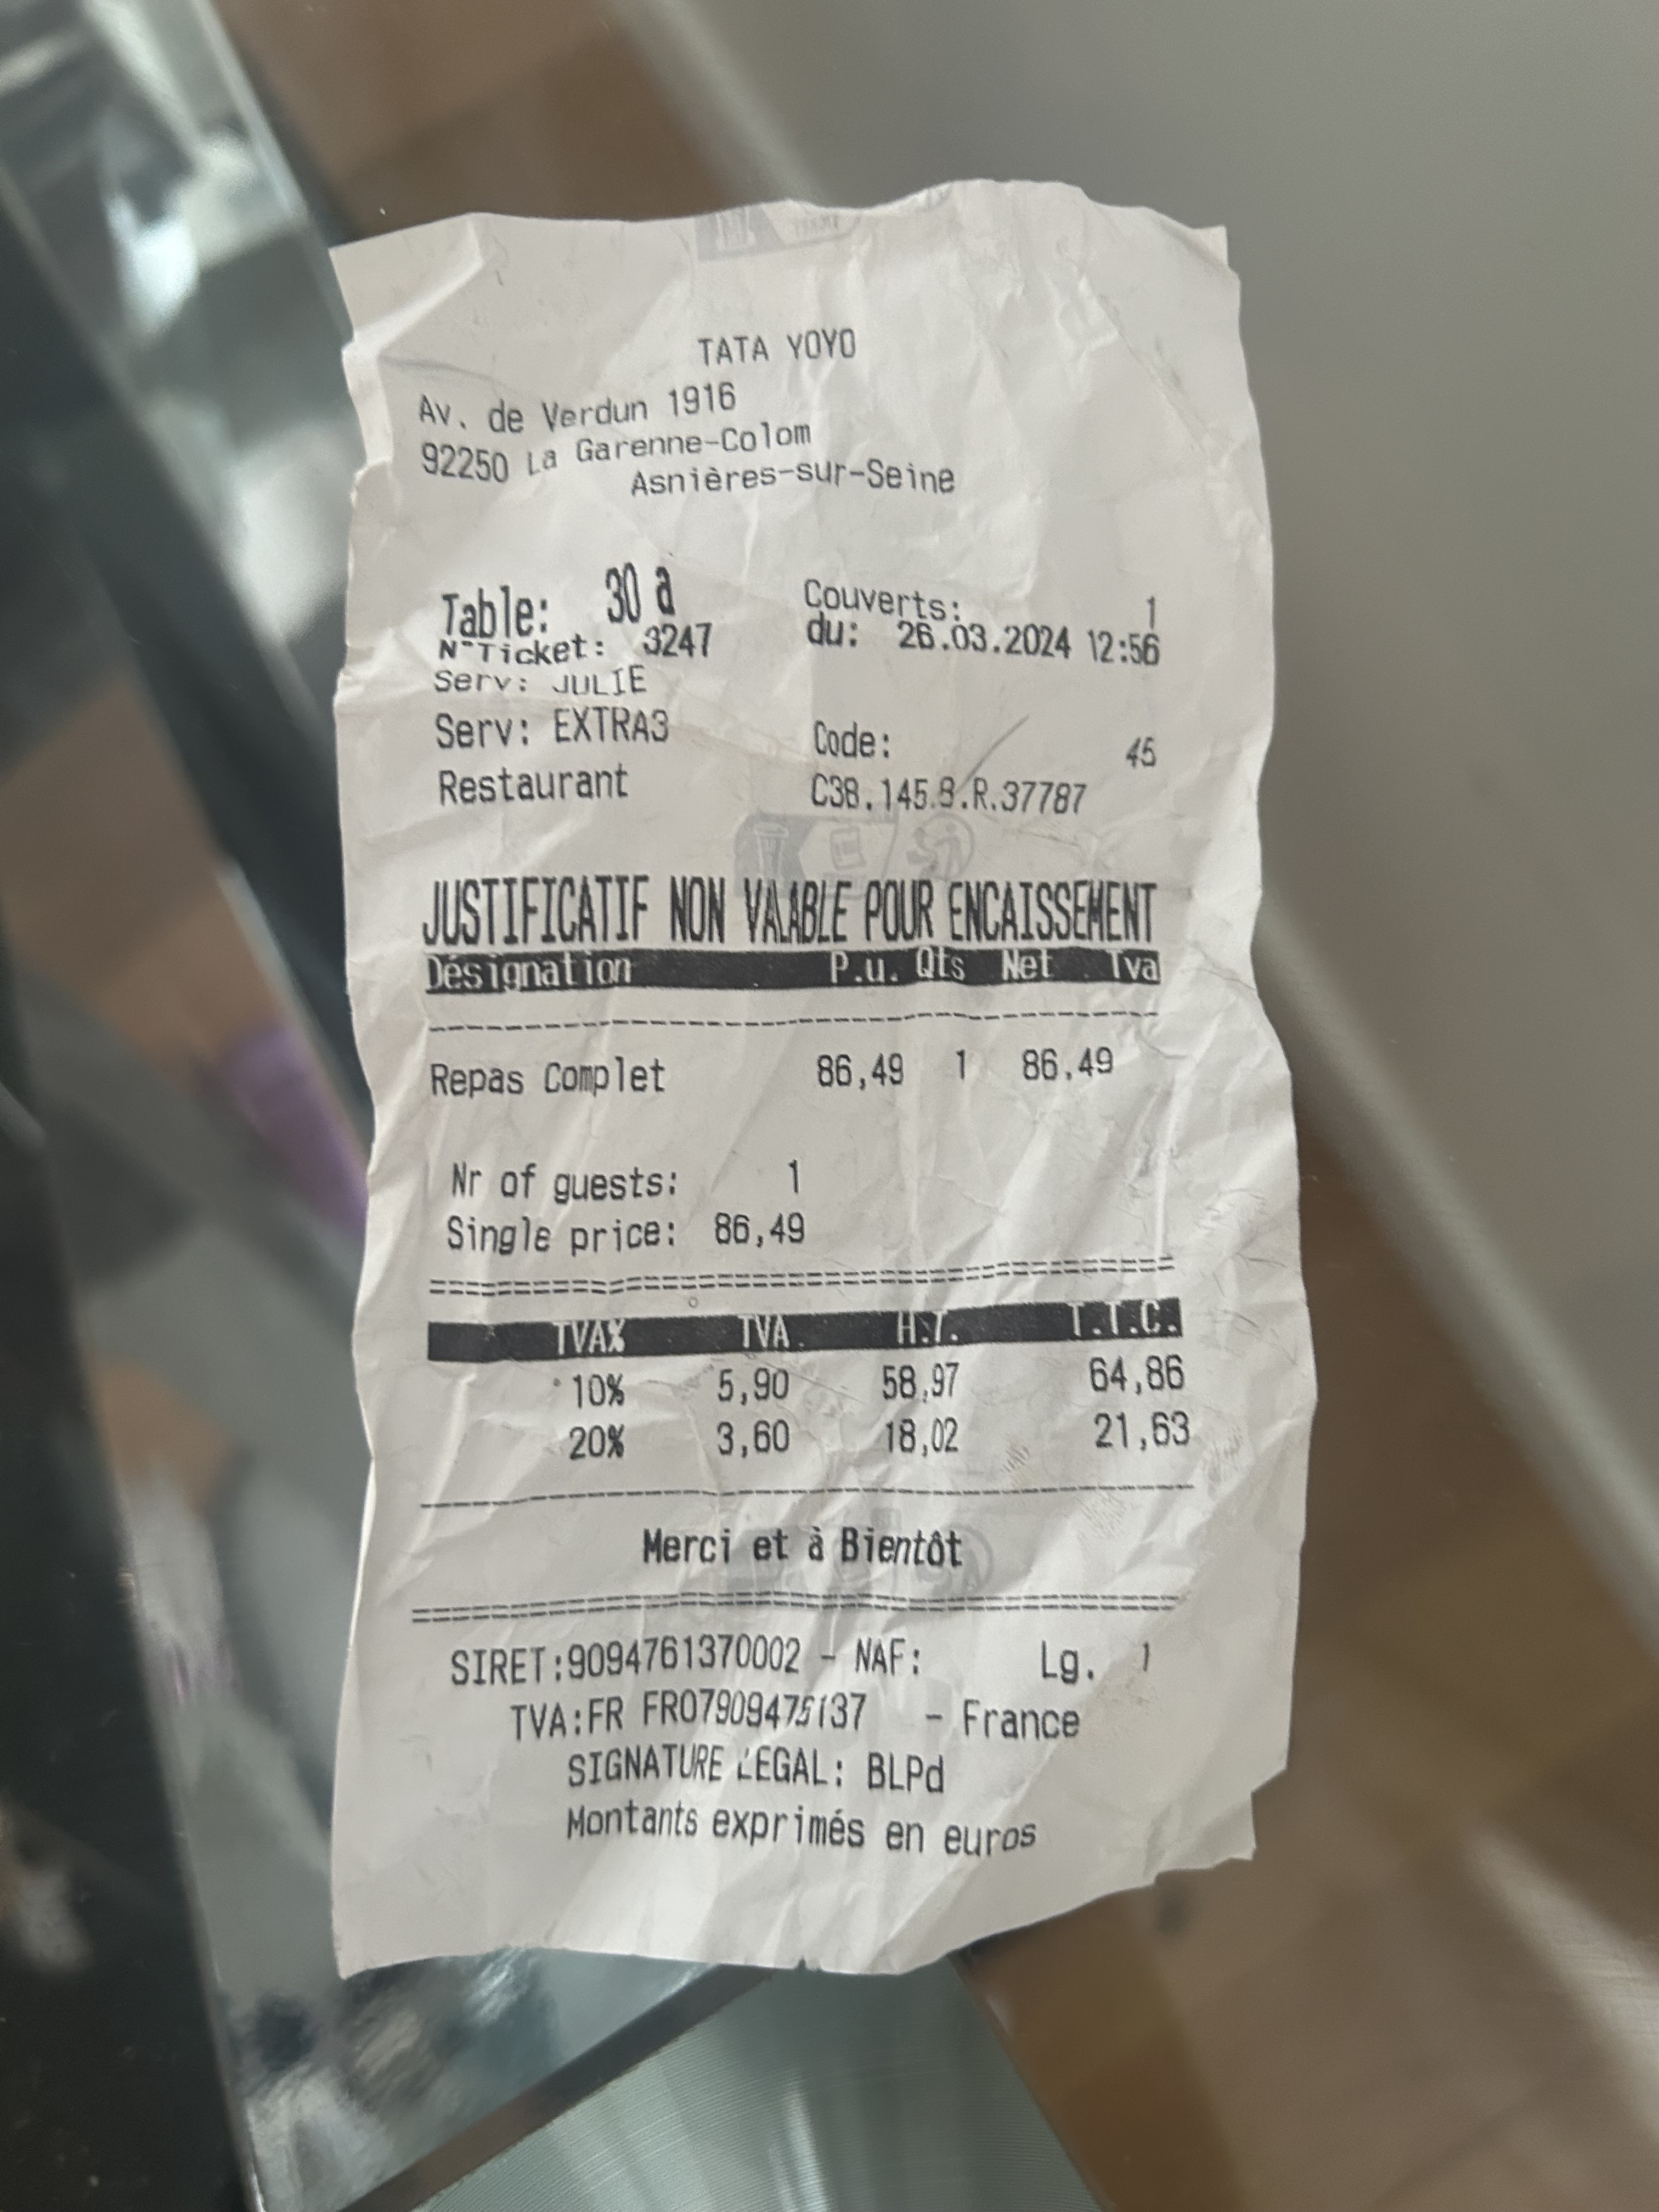 TATA YOYO
Av. de Verdun 1916
92250 La Garenne-Colom
Asnières-sur-Seine
Table: 30 a Couverts: 1
N°Ticket: 3247 du: 26.03.2024 12:56
Serv: JULIE
Serv: EXTRA3 Code: 45
Restaurant C38.145.8.R.37787
JUSTIFICATIF NON VALABLE POUR ENCAISSEMENT
Désignation P.u. Qts Net Tva
Repas Complet 86,49 1 86,49
Nr of guests: 1
Single price: 86,49
TVA% TVA H.T. T.T.C.
10% 5,90 58,97 64,86
20% 3,60 18,02 21,63
Merci et à Bientôt
SIRET:9094761370002 - NAF: Lg. 1
TVA:FR FR07909476137 - France
SIGNATURE LEGAL: BLPd
Montants exprimés en euros